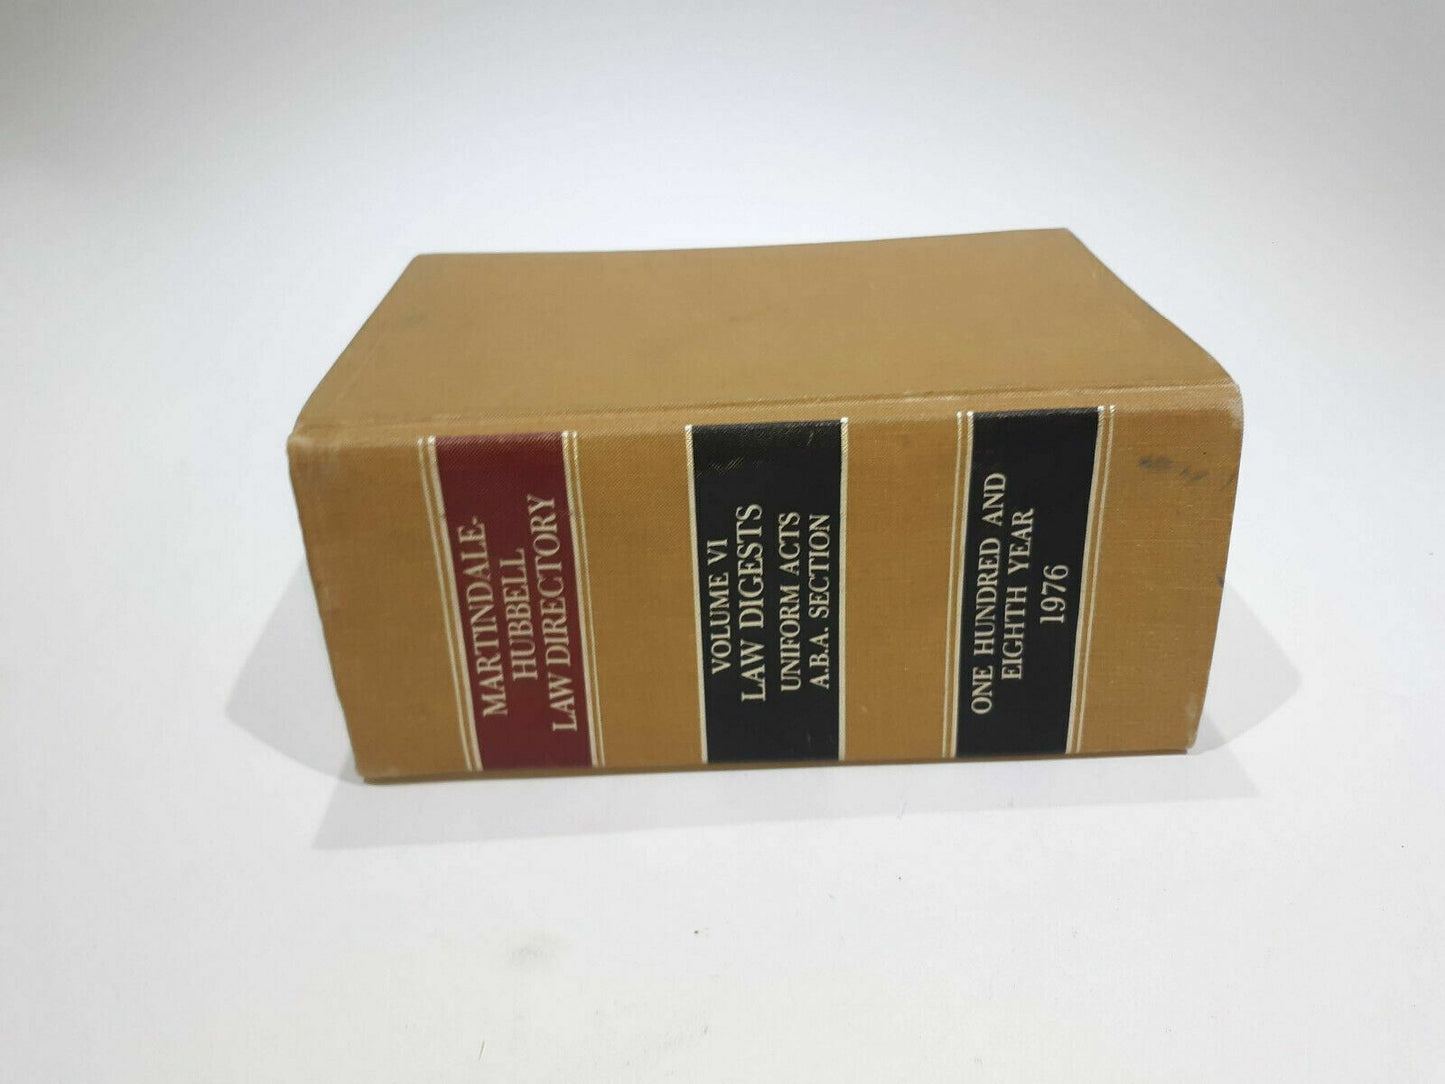 MARTINDALE-
HUBBELL
LAW DIRECTORY
VOLUME VI
LAW DIGESTS
UNIFORM ACTS
A.B.A. SECTION
ONE HUNDRED AND
EIGHTH YEAR
1976